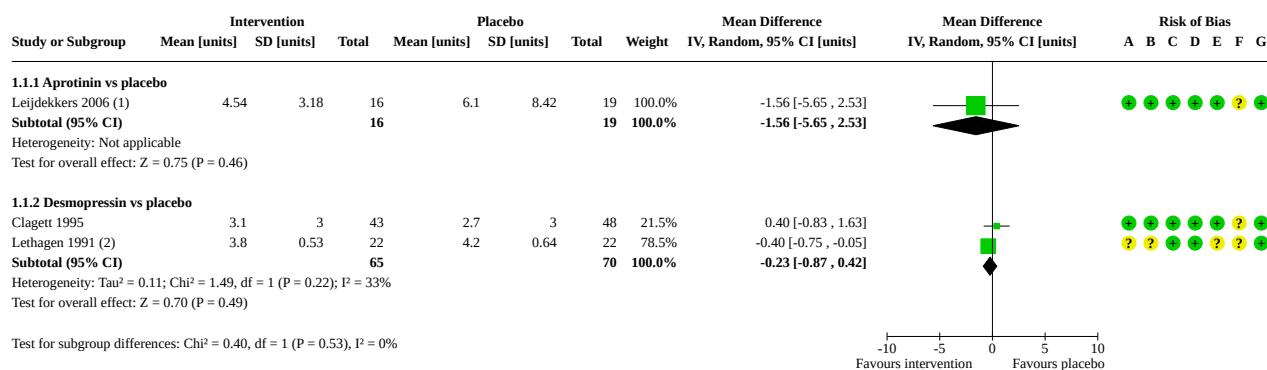 Intervention Placebo Mean Difference Mean Difference Risk of Bias
Study or Subgroup Mean [units] SD [units] Total Mean [units] SD [units] Total Weight IV, Random, 95% CI [units] IV, Random, 95% CI [units] A B C D E F G
1.1.1 Aprotinin vs placebo
Leijdekkers 2006 (1) 4.54 3.18 16 6.1 8.42 19 100.0% -1.56 [-5.65 , 2.53] + + + + + ? +
Subtotal (95% CI) 16 19 100.0% -1.56 [-5.65 , 2.53]
Heterogeneity: Not applicable
Test for overall effect: Z = 0.75 (P = 0.46)
1.1.2 Desmopressin vs placebo
Clagett 1995 3.1 3 43 2.7 3 48 21.5% 0.40 [-0.83 , 1.63] + + + + + ? +
Lethagen 1991 (2) 3.8 0.53 22 4.2 0.64 22 78.5% -0.40 [-0.75 , -0.05] ? ? + + ? ? +
Subtotal (95% CI) 65 70 100.0% -0.23 [-0.87 , 0.42]
Heterogeneity: Tau² = 0.11; Chi² = 1.49, df = 1 (P = 0.22); I² = 33%
Test for overall effect: Z = 0.70 (P = 0.49)
Test for subgroup differences: Chi² = 0.40, df = 1 (P = 0.53), I² = 0%
-10 -5 0 5 10
Favours intervention Favours placebo